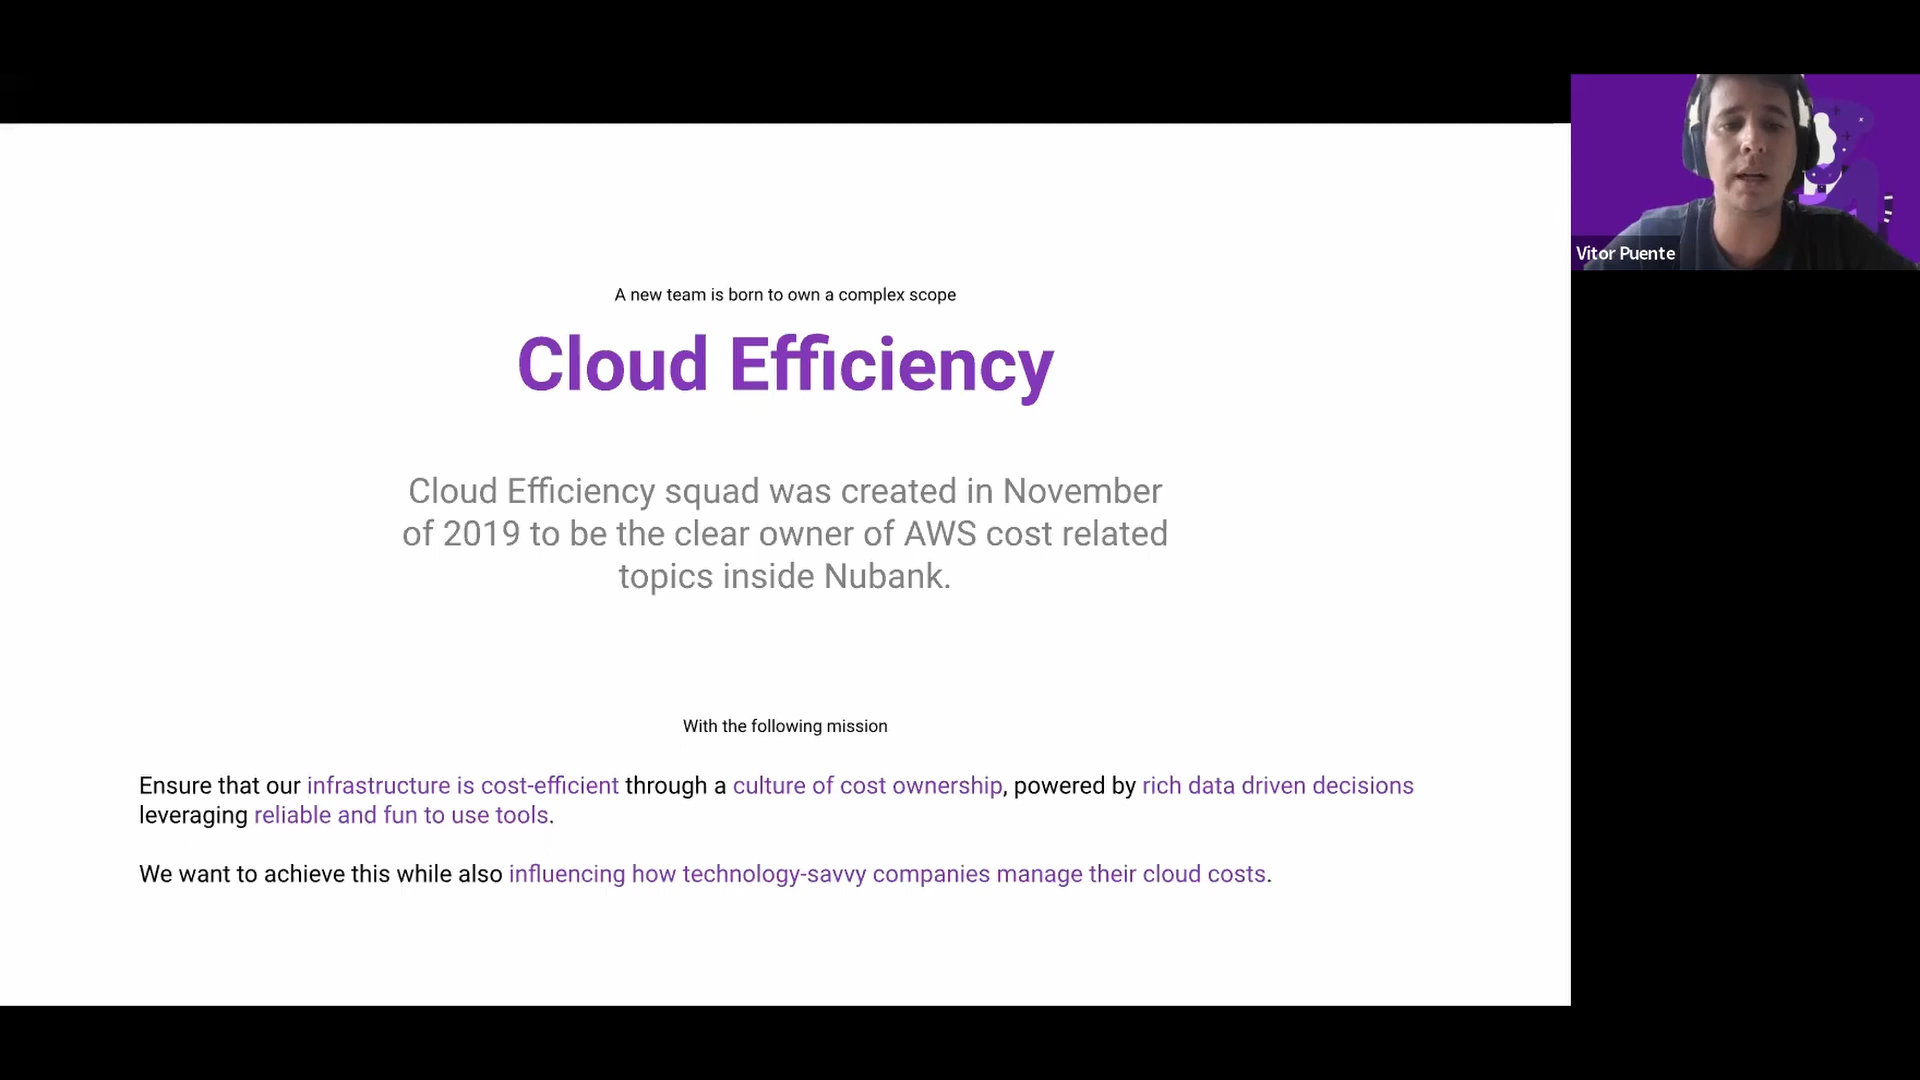 A new team is born to own a complex scope
Cloud Efficiency
Cloud Efficiency squad was created in November
of 2019 to be the clear owner of AWS cost related
topics inside Nubank.
With the following mission
Ensure that our infrastructure is cost-efficient through a culture of cost ownership, powered by rich data driven decisions
leveraging reliable and fun to use tools.
We want to achieve this while also influencing how technology-savvy companies manage their cloud costs.
Vitor Puente